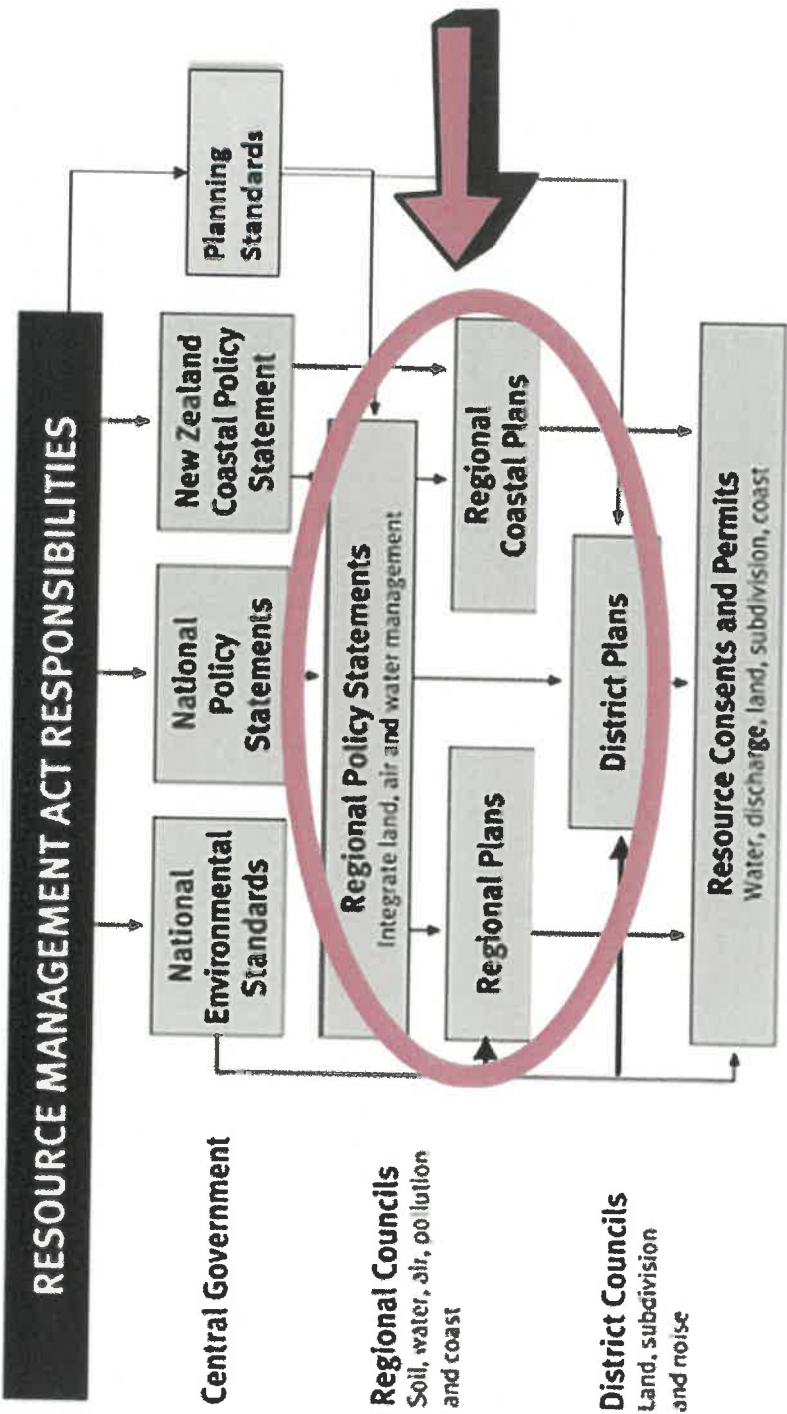 RESOURCE MANAGEMENT ACT RESPONSIBILITIES
Central Government
National
Environmental
Standards
National
Policy
Statements
New Zealand
Coastal Policy
Statement
Planning
Standards
Regional Councils
Soil, water, air, pollution
and coast
Regional Policy Statements
Integrate land, air and water management
Regional Plans
Regional
Coastal Plans
District Councils
Land, subdivision
and noise
District Plans
Resource Consents and Permits
Water, discharge, land, subdivision, coast